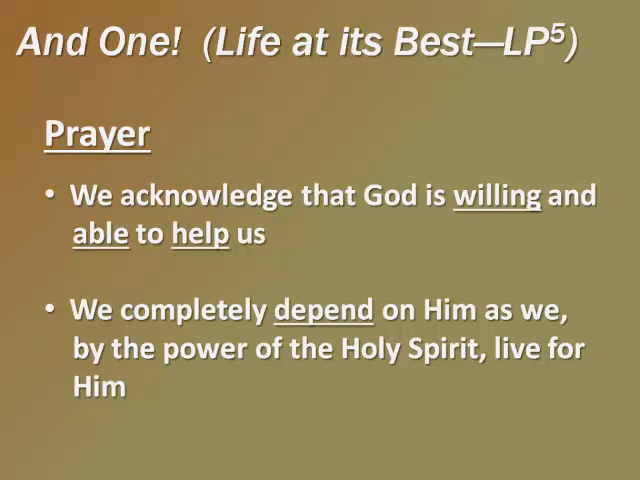 And One!  (Life at its Best—LP⁵)
Prayer
• We acknowledge that God is willing and
able to help us
• We completely depend on Him as we,
by the power of the Holy Spirit, live for
Him